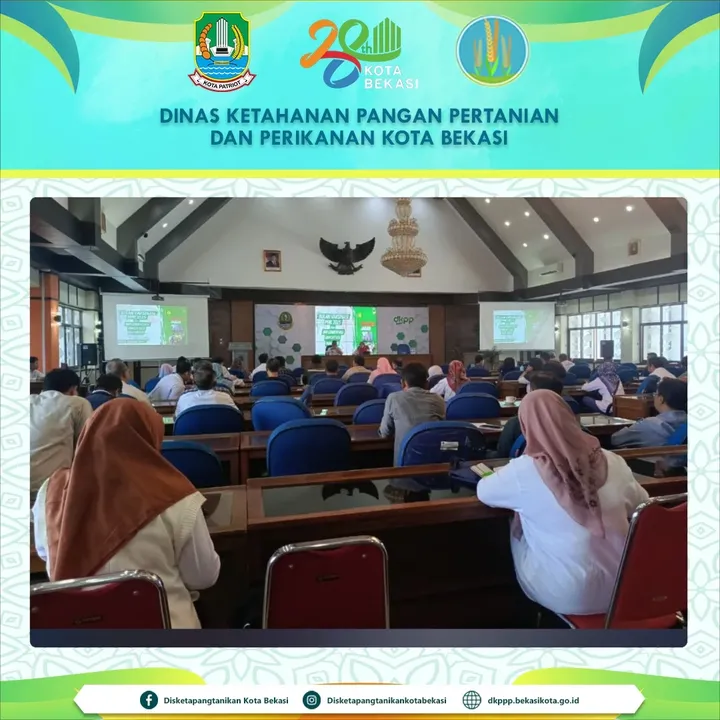 KOTA PATRIOT
28th
KOTA
BEKASI
DINAS KETAHANAN PANGAN PERTANIAN
DAN PERIKANAN KOTA BEKASI
dkpp
Disketapangtanikan Kota Bekasi
Disketapangtanikankotabekasi
dkppp.bekasikota.go.id